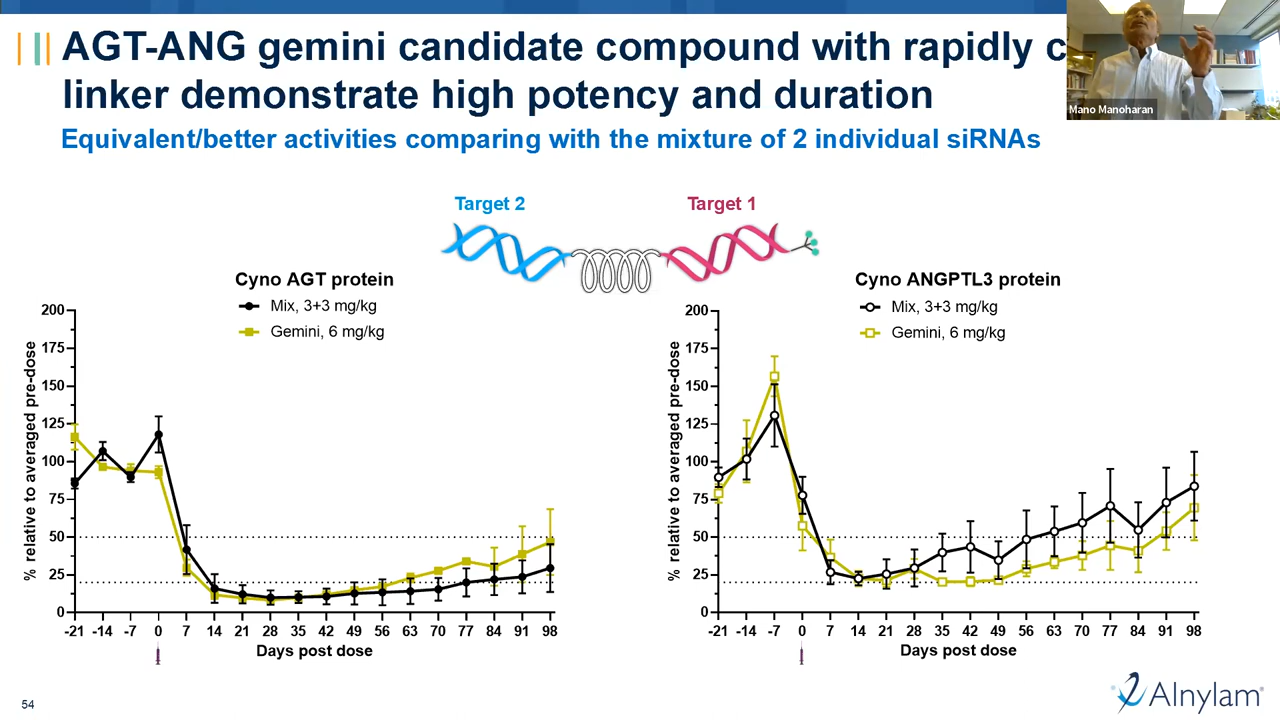 AGT-ANG gemini candidate compound with rapidly
linker demonstrate high potency and duration
Equivalent/better activities comparing with the mixture of 2 individual siRNAs
Mano Manoharan
Target 2
Target 1
Cyno AGT protein
Mix, 3+3 mg/kg
Gemini, 6 mg/kg
% relative to averaged pre-dose
200
175
150
125
100
75
50
25
0
-21 -14 -7 0 7 14 21 28 35 42 49 56 63 70 77 84 91 98
Days post dose
Cyno ANGPTL3 protein
Mix, 3+3 mg/kg
Gemini, 6 mg/kg
% relative to averaged pre-dose
200
175
150
125
100
75
50
25
0
-21 -14 -7 0 7 14 21 28 35 42 49 56 63 70 77 84 91 98
Days post dose
54
Alnylam